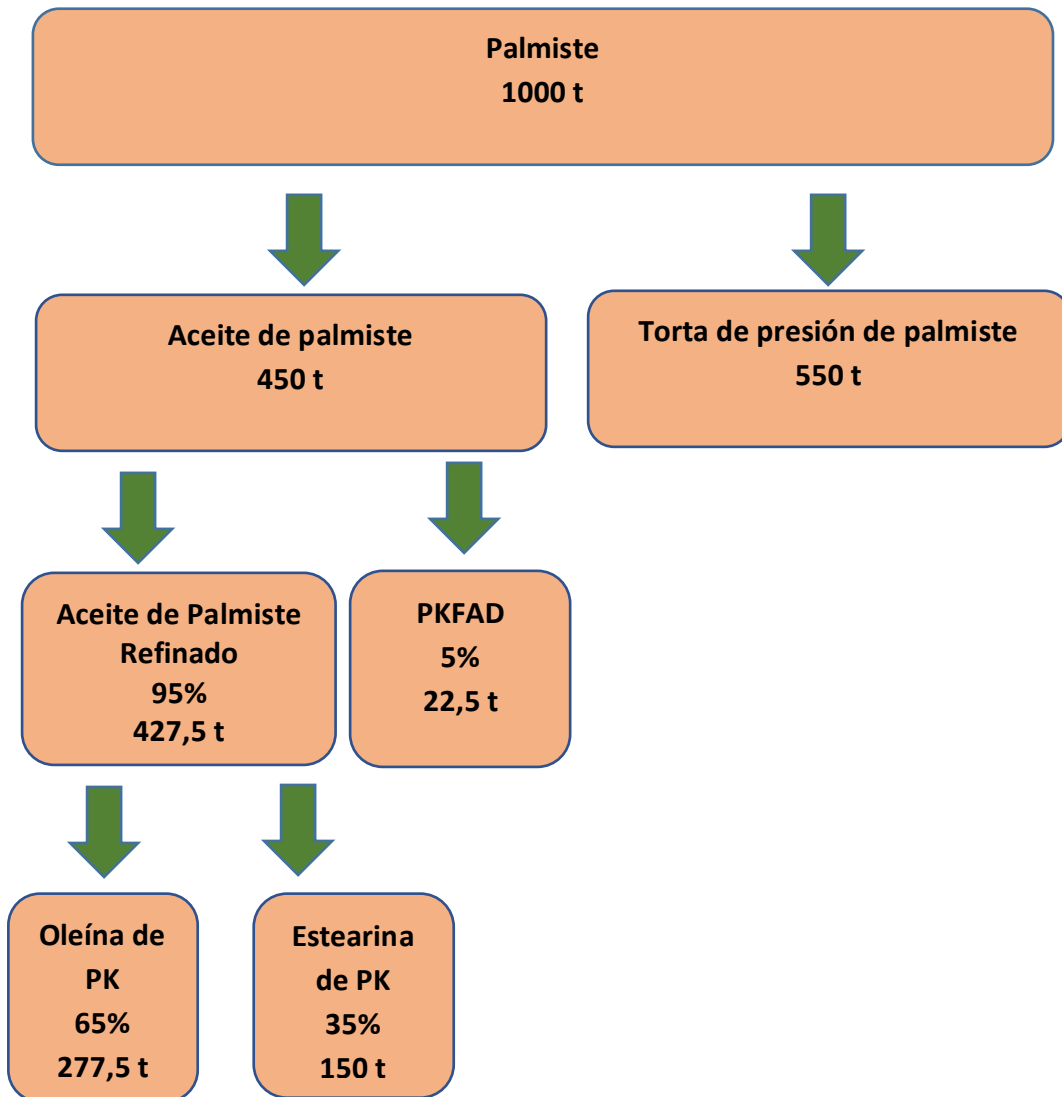 Palmiste
1000 t
Aceite de palmiste
450 t
Torta de presión de palmiste
550 t
Aceite de Palmiste
Refinado
95%
427,5 t
PKFAD
5%
22,5 t
Oleína de
PK
65%
277,5 t
Estearina
de PK
35%
150 t